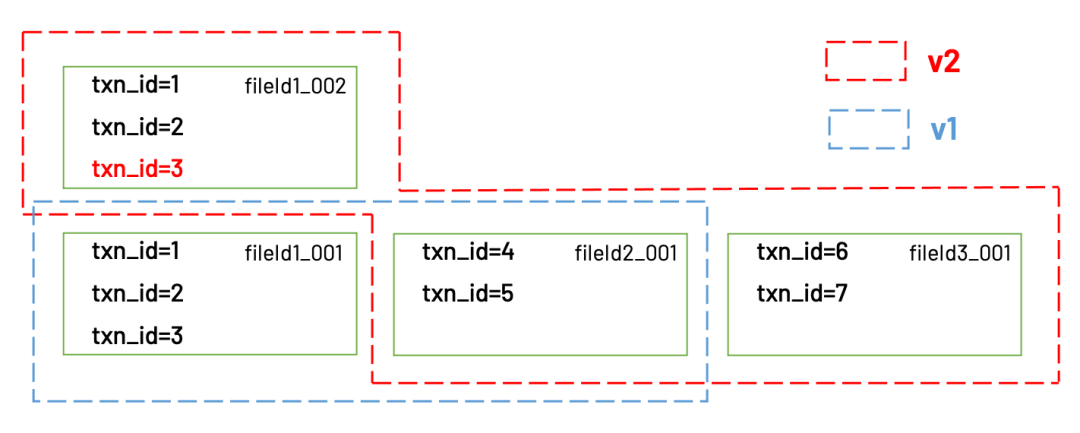 v2
txn_id=1 fileId1_002
txn_id=2
txn_id=3
v1
txn_id=1 fileId1_001
txn_id=2
txn_id=3
txn_id=4 fileId2_001
txn_id=5
txn_id=6 fileId3_001
txn_id=7